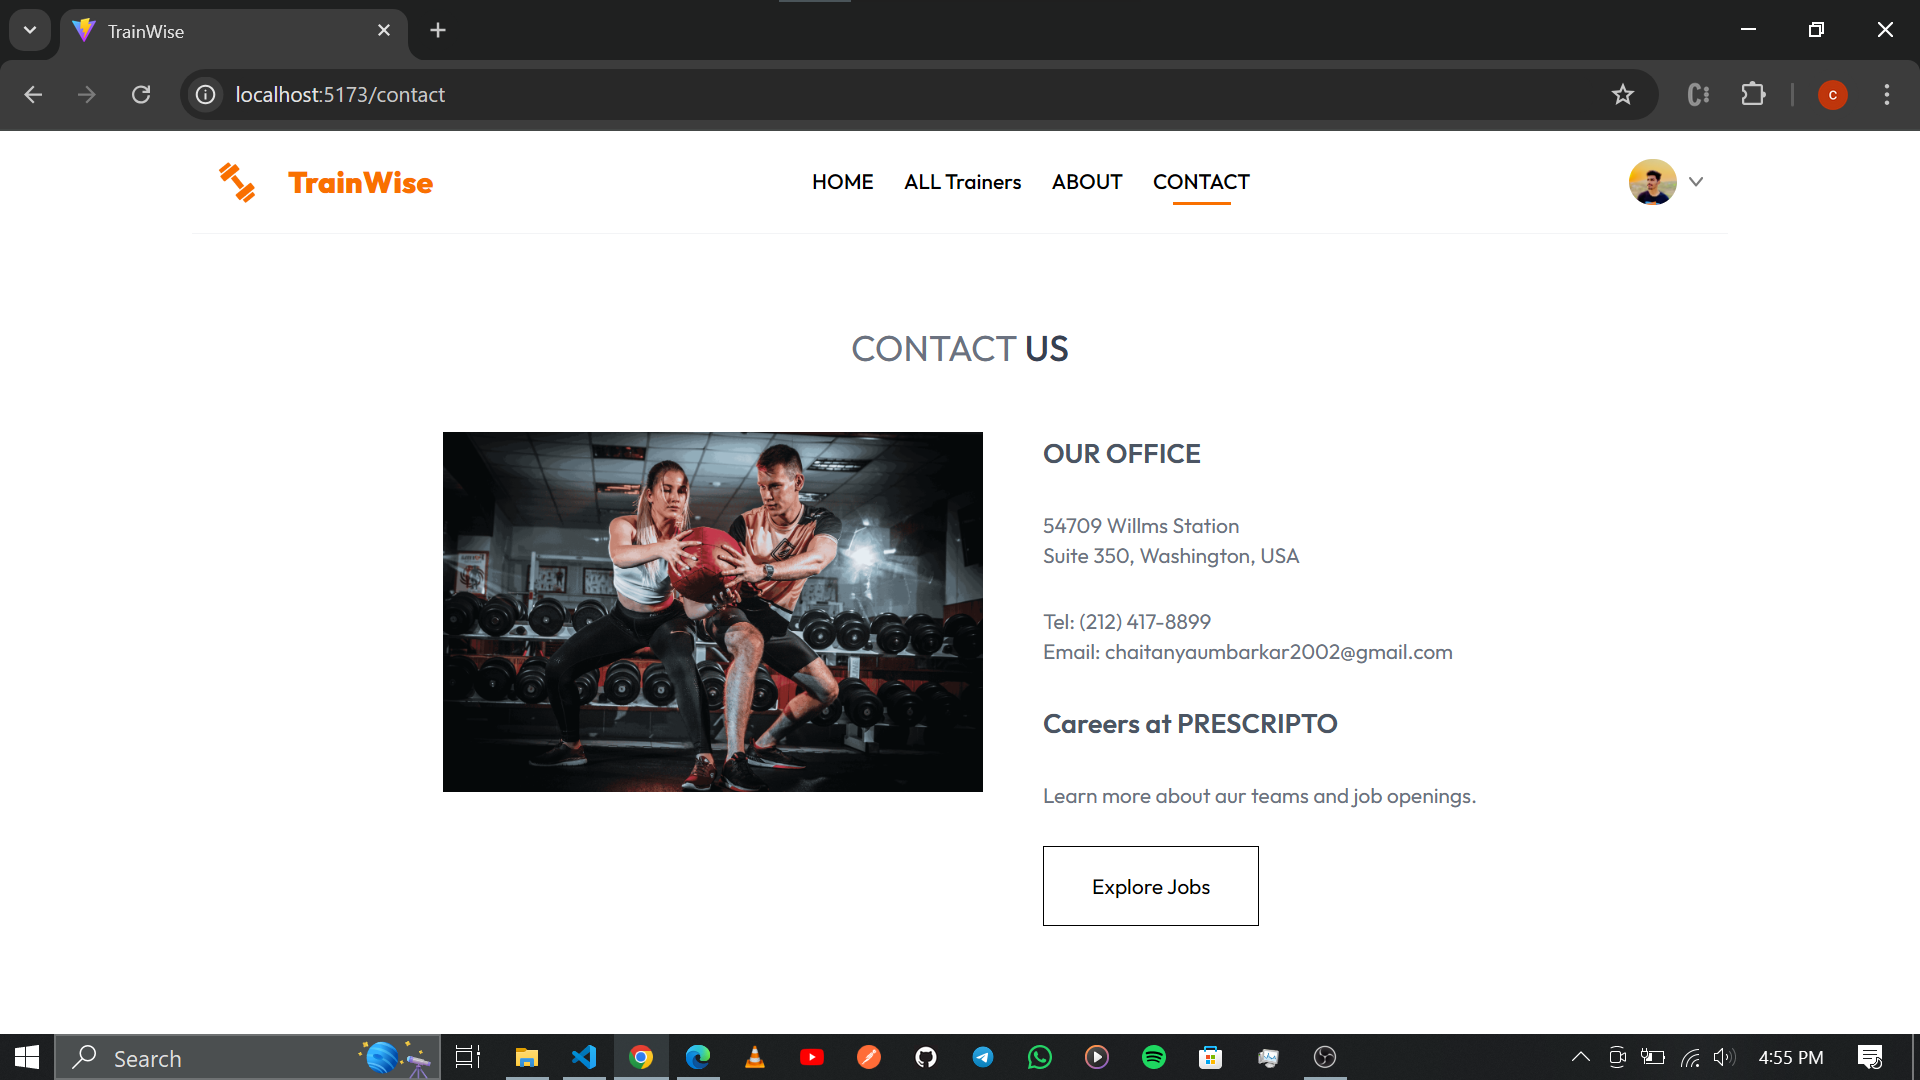 TrainWise
localhost:5173/contact
C
TrainWise
HOME
ALL Trainers
ABOUT
CONTACT
CONTACT US
OUR OFFICE
54709 Willms Station
Suite 350, Washington, USA
Tel: (212) 417-8899
Email: chaitanyaumbarkar2002@gmail.com
Careers at PRESCRIPTO
Learn more about aur teams and job openings.
Explore Jobs
Search
4:55 PM